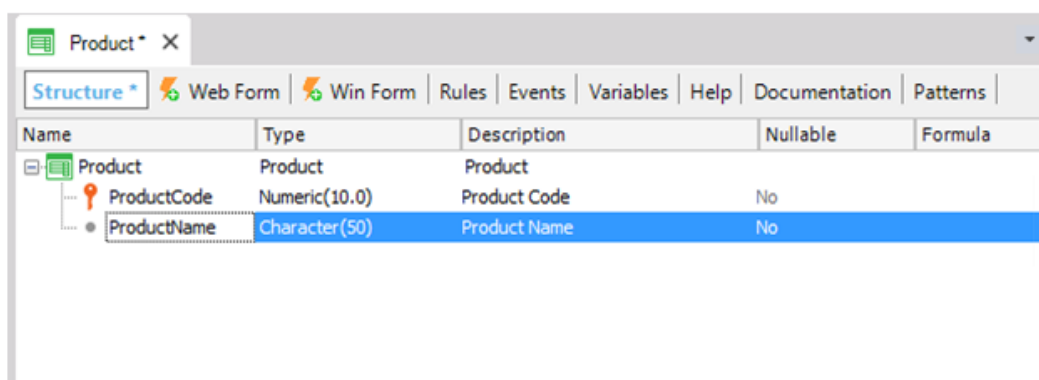 Product *
Structure * Web Form Win Form Rules Events Variables Help Documentation Patterns
Name Type Description Nullable Formula
Product Product Product
ProductCode Numeric(10.0) Product Code No
ProductName Character(50) Product Name No